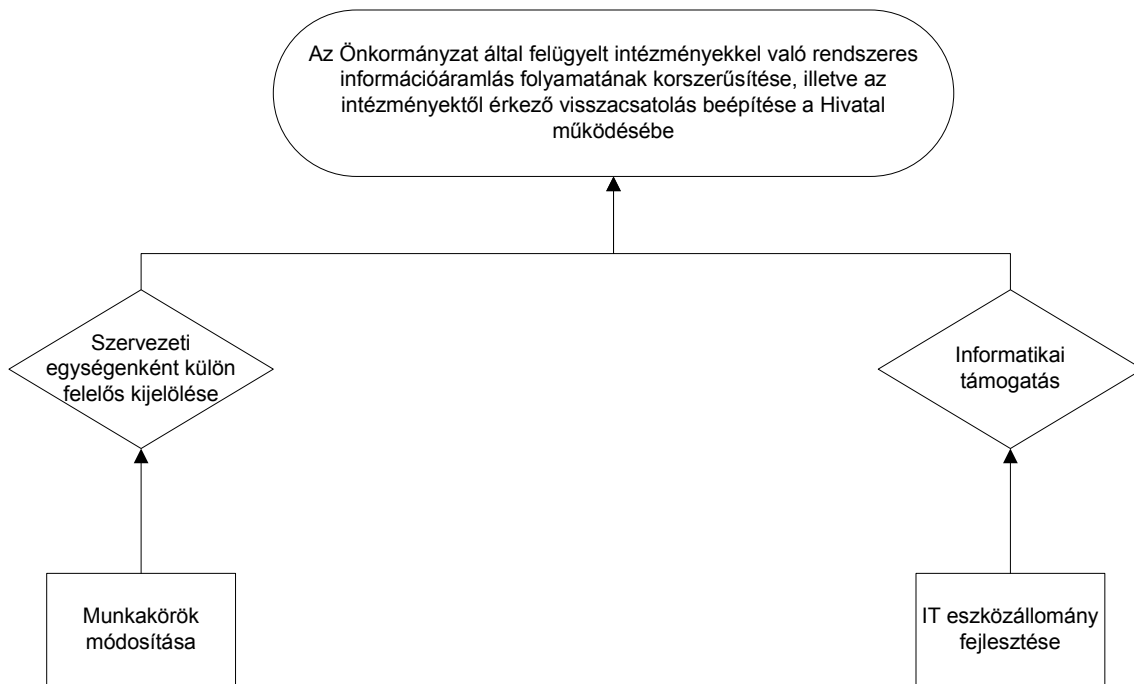 Az Önkormányzat által felügyelt intézményekkel való rendszeres
információáramlás folyamatának korszerűsítése, illetve az
intézményektől érkező visszacsatolás beépítése a Hivatal
működésébe
Szervezeti
egységenként külön
felelős kijelölése
Informatikai
támogatás
Munkakörök
módosítása
IT eszközállomány
fejlesztése